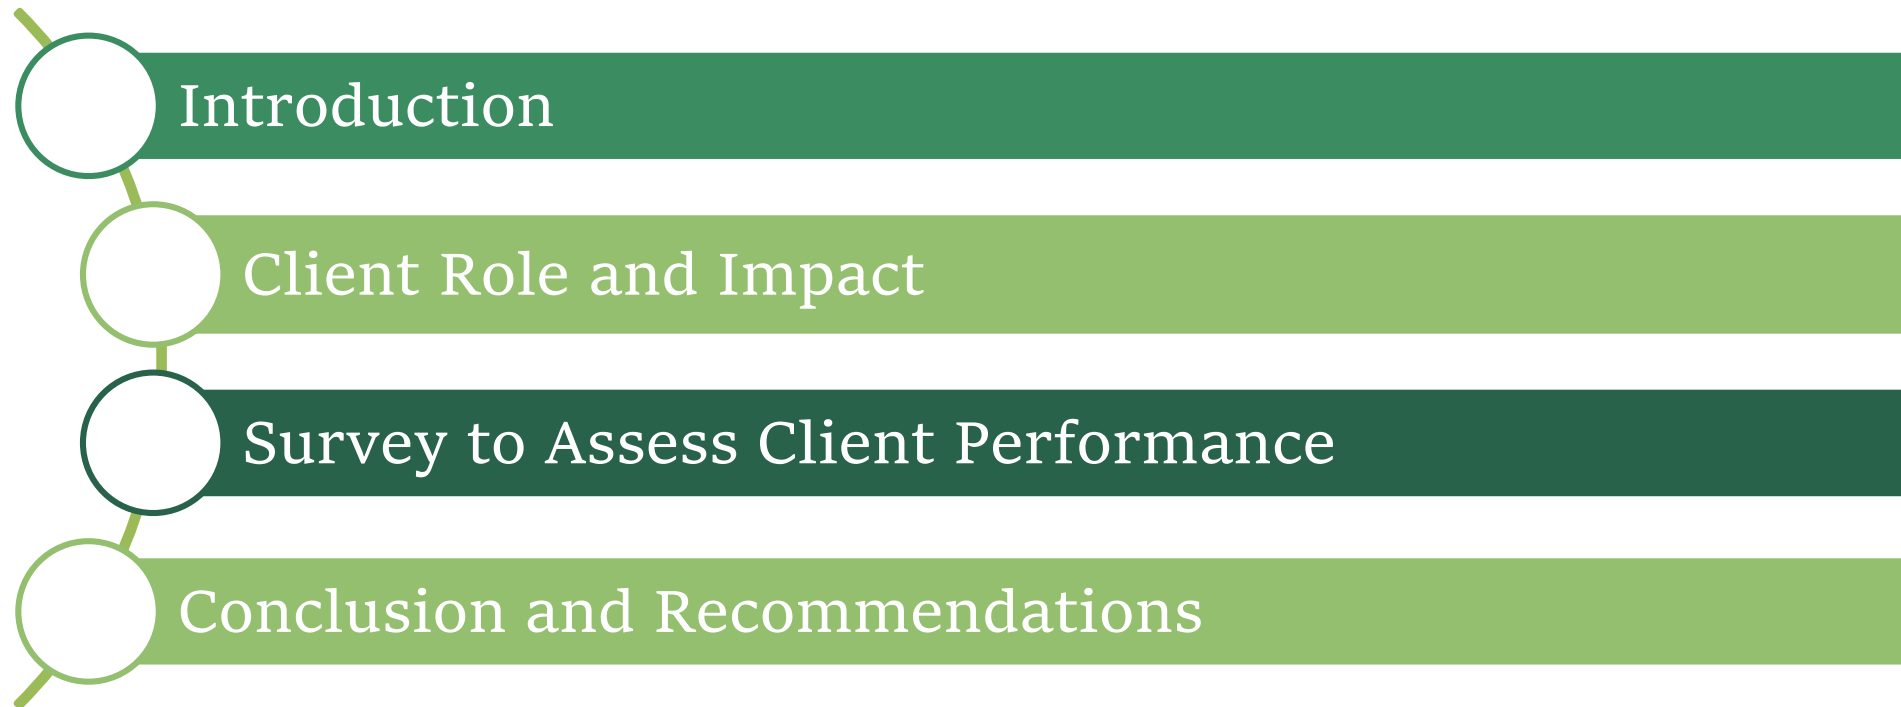 Introduction
Client Role and Impact
Survey to Assess Client Performance
Conclusion and Recommendations